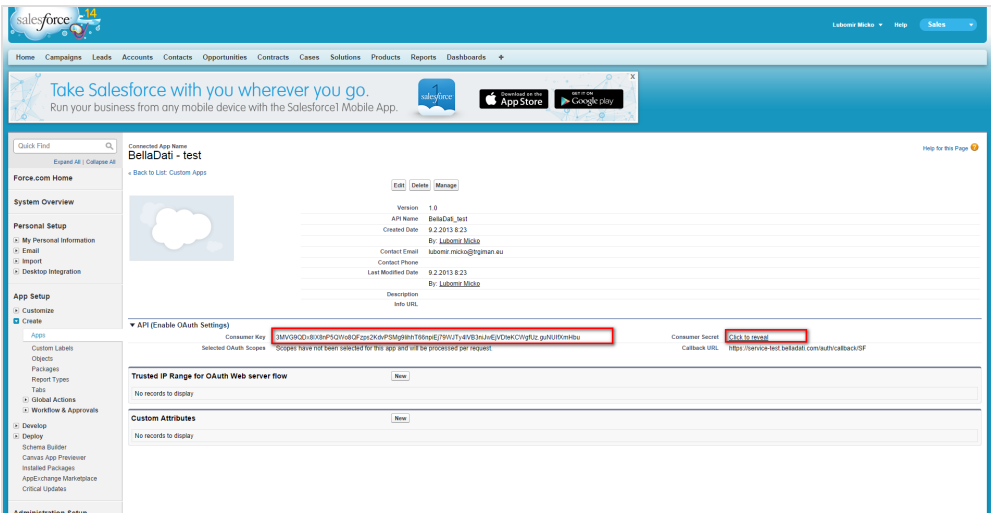 salesforce
14
Lubomir Micko Help Sales
Home Campaigns Leads Accounts Contacts Opportunities Contracts Cases Solutions Products Reports Dashboards +
Take Salesforce with you wherever you go.
Run your business from any mobile device with the Salesforce1 Mobile App.
salesforce
1
Download on the
App Store
GET IT ON
Google play
X
Quick Find
Expand All | Collapse All
Force.com Home
System Overview
Personal Setup
My Personal Information
Email
Import
Desktop Integration
App Setup
Customize
Create
Apps
Custom Labels
Objects
Packages
Report Types
Tabs
Global Actions
Workflow & Approvals
Develop
Deploy
Schema Builder
Canvas App Previewer
Installed Packages
AppExchange Marketplace
Critical Updates
Administration Setup
Connected App Name
BellaDati - test
Help for this Page
« Back to List: Custom Apps
Edit Delete Manage
Version 1.0
API Name BellaDati_test
Created Date 9.2.2013 8:23
By: Lubomir Micko
Contact Email lubomir.micko@trgiman.eu
Contact Phone
Last Modified Date 9.2.2013 8:23
By: Lubomir Micko
Description
Info URL
▼ API (Enable OAuth Settings)
Consumer Key
Consumer Secret Click to reveal
Selected OAuth Scopes Scopes have not been selected for this app and will be processed per request.
Callback URL https://service-test.belladati.com/auth/callback/SF
Trusted IP Range for OAuth Web server flow New
No records to display
Custom Attributes New
No records to display